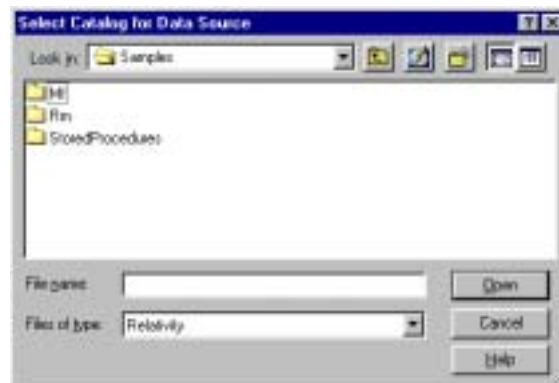 Select Catalog for Data Source
Look in: Samples
Mf
Rm
StoredProcedures
File name:
Open
Files of type: Relativity
Cancel
Help